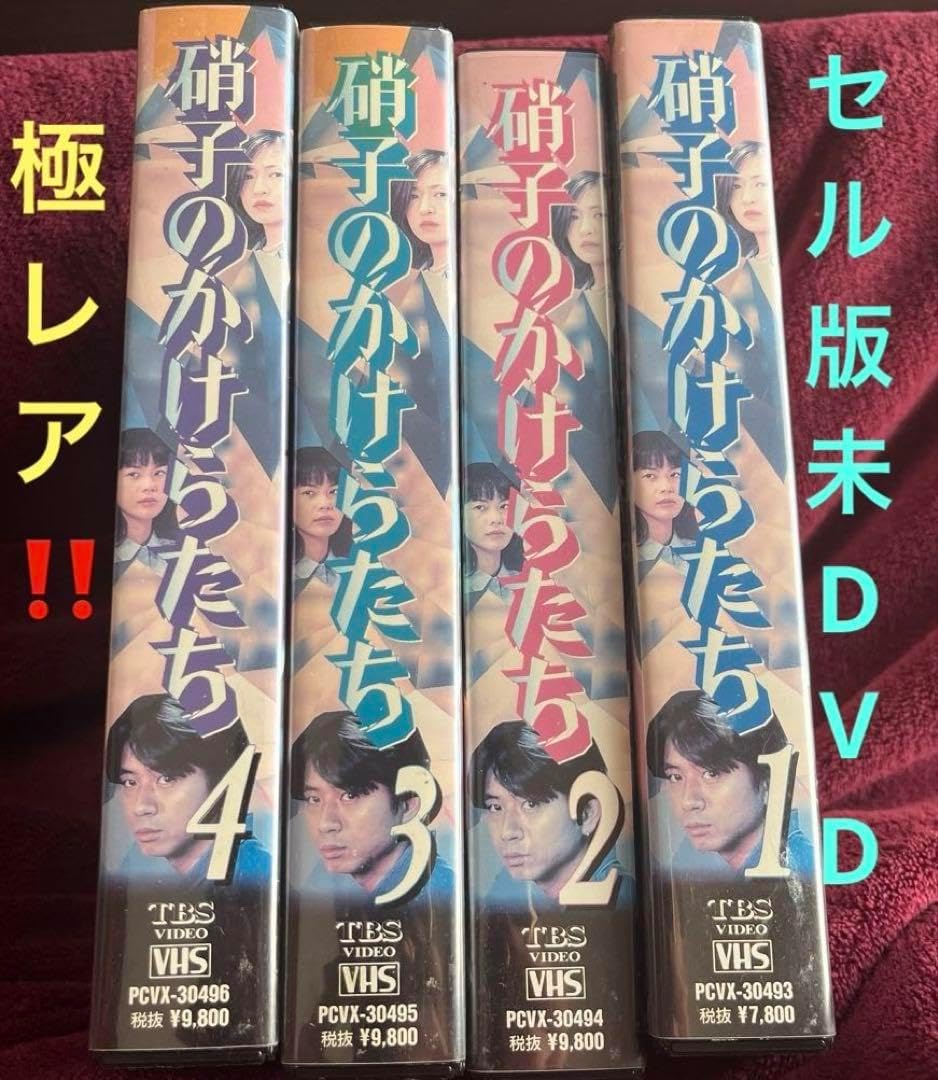 極レア‼
硝子のかけらたち
4
TBS
VIDEO
VHS
PCVX-30496
税抜 ¥9,800
硝子のかけらたち
3
TBS
VIDEO
VHS
PCVX-30495
税抜 ¥9,800
硝子のかけらたち
2
TBS
VIDEO
VHS
PCVX-30494
税抜 ¥9,800
硝子のかけらたち
1
TBS
VIDEO
VHS
PCVX-30493
税抜 ¥7,800
セル版未DVD